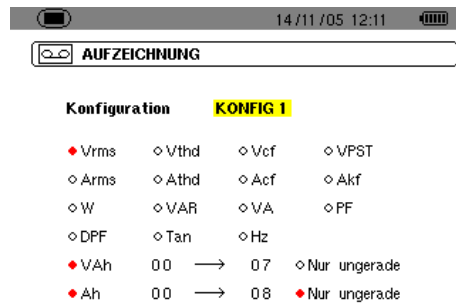 14/11/05 12:11
AUFZEICHNUNG
Konfiguration KONFIG 1
Vrms Vthd Vcf VPST
Arms Athd Acf Akf
W VAR VA PF
DPF Tan Hz
VAh 00 → 07 Nur ungerade
Ah 00 → 08 Nur ungerade